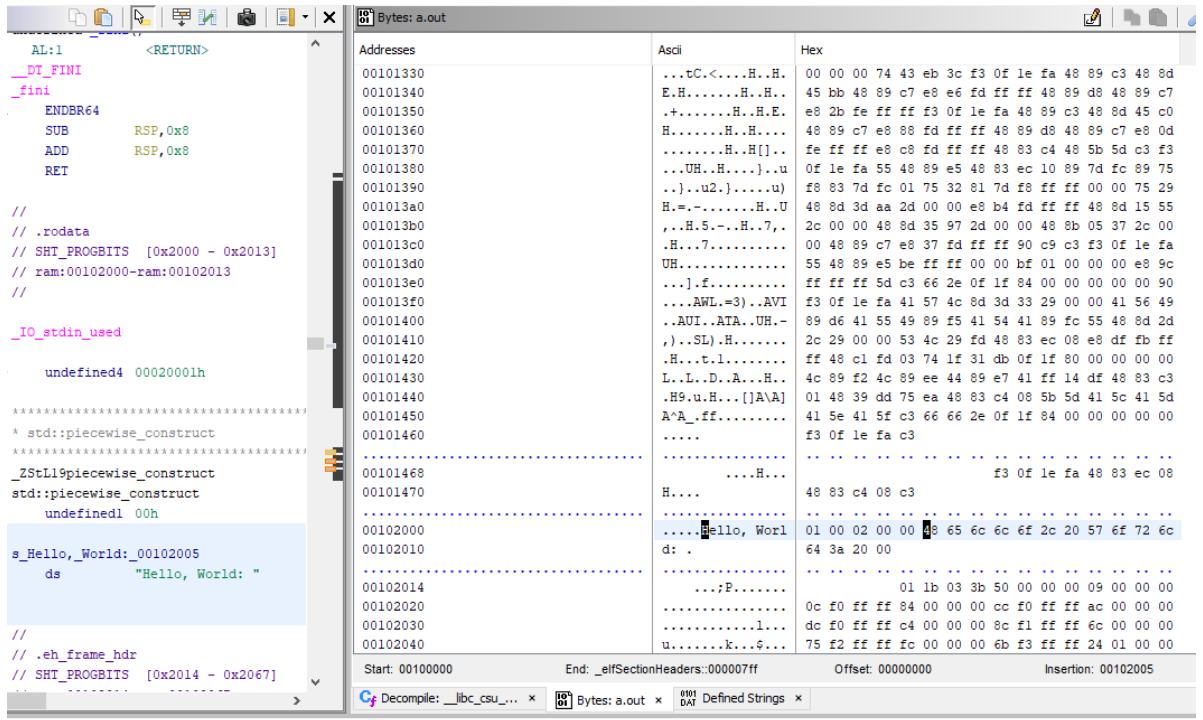 AL:1 <RETURN>
__DT_FINI
_fini
ENDBR64
SUB RSP,0x8
ADD RSP,0x8
RET
//
// .rodata
// SHT_PROGBITS [0x2000 - 0x2013]
// ram:00102000-ram:00102013
//
_IO_stdin_used
undefined4 00020001h
* std::piecewise_construct
_ZStL19piecewise_construct
std::piecewise_construct
undefined1 00h
s_Hello,_World:_00102005
ds "Hello, World: "
//
// .eh_frame_hdr
// SHT_PROGBITS [0x2014 - 0x2067]
Bytes: a.out
Addresses Ascii Hex
00101330 ...tC.<....H..H. 00 00 00 74 43 eb 3c f3 0f 1e fa 48 89 c3 48 8d
00101340 E.H.......H..H.. 45 bb 48 89 c7 e8 e6 fd ff ff 48 89 d8 48 89 c7
00101350 .+.......H..H.E. e8 2b fe ff ff f3 0f 1e fa 48 89 c3 48 8d 45 c0
00101360 H.......H..H.... 48 89 c7 e8 88 fd ff ff 48 89 d8 48 89 c7 e8 0d
00101370 ........H..H[].. fe ff ff e8 c8 fd ff ff 48 83 c4 48 5b 5d c3 f3
00101380 ...UH..H....}..u 0f 1e fa 55 48 89 e5 48 83 ec 10 89 7d fc 89 75
00101390 ..}..u2.}.....u) f8 83 7d fc 01 75 32 81 7d f8 ff ff 00 00 75 29
001013a0 H.=.-.......H..U 48 8d 3d aa 2d 00 00 e8 b4 fd ff ff 48 8d 15 55
001013b0 ,..H.5.-..H..7,. 2c 00 00 48 8d 35 97 2d 00 00 48 8b 05 37 2c 00
001013c0 .H...7.......... 00 48 89 c7 e8 37 fd ff ff 90 c9 c3 f3 0f 1e fa
001013d0 UH.............. 55 48 89 e5 be ff ff 00 00 bf 01 00 00 00 e8 9c
001013e0 ...].f.......... ff ff ff 5d c3 66 2e 0f 1f 84 00 00 00 00 00 90
001013f0 ....AWL.=3)..AVI f3 0f 1e fa 41 57 4c 8d 3d 33 29 00 00 41 56 49
00101400 ..AUI..ATA..UH.- 89 d6 41 55 49 89 f5 41 54 41 89 fc 55 48 8d 2d
00101410 ,)..SL).H....... 2c 29 00 00 53 4c 29 fd 48 83 ec 08 e8 df fb ff
00101420 .H...t.1........ ff 48 c1 fd 03 74 1f 31 db 0f 1f 80 00 00 00 00
00101430 L..L..D..A...H.. 4c 89 f2 4c 89 ee 44 89 e7 41 ff 14 df 48 83 c3
00101440 .H9.u.H...[]A\A] 01 48 39 dd 75 ea 48 83 c4 08 5b 5d 41 5c 41 5d
00101450 A^A_.ff......... 41 5e 41 5f c3 66 66 2e 0f 1f 84 00 00 00 00 00
00101460 ..... f3 0f 1e fa c3
00101468 ....H... f3 0f 1e fa 48 83 ec 08
00101470 H.... 48 83 c4 08 c3
00102000 .....Hello, Worl 01 00 02 00 00 48 65 6c 6c 6f 2c 20 57 6f 72 6c
00102010 d: . 64 3a 20 00
00102014 ...;P....... 01 1b 03 3b 50 00 00 00 09 00 00 00
00102020 ................ 0c f0 ff ff 84 00 00 00 cc f0 ff ff ac 00 00 00
00102030 ............l... dc f0 ff ff c4 00 00 00 8c f1 ff ff 6c 00 00 00
00102040 u.......k...$... 75 f2 ff ff fc 00 00 00 6b f3 ff ff 24 01 00 00
Start: 00100000 End: _elfSectionHeaders::000007ff Offset: 00000000 Insertion: 00102005
Decompile: __libc_csu_... × Bytes: a.out × Defined Strings ×